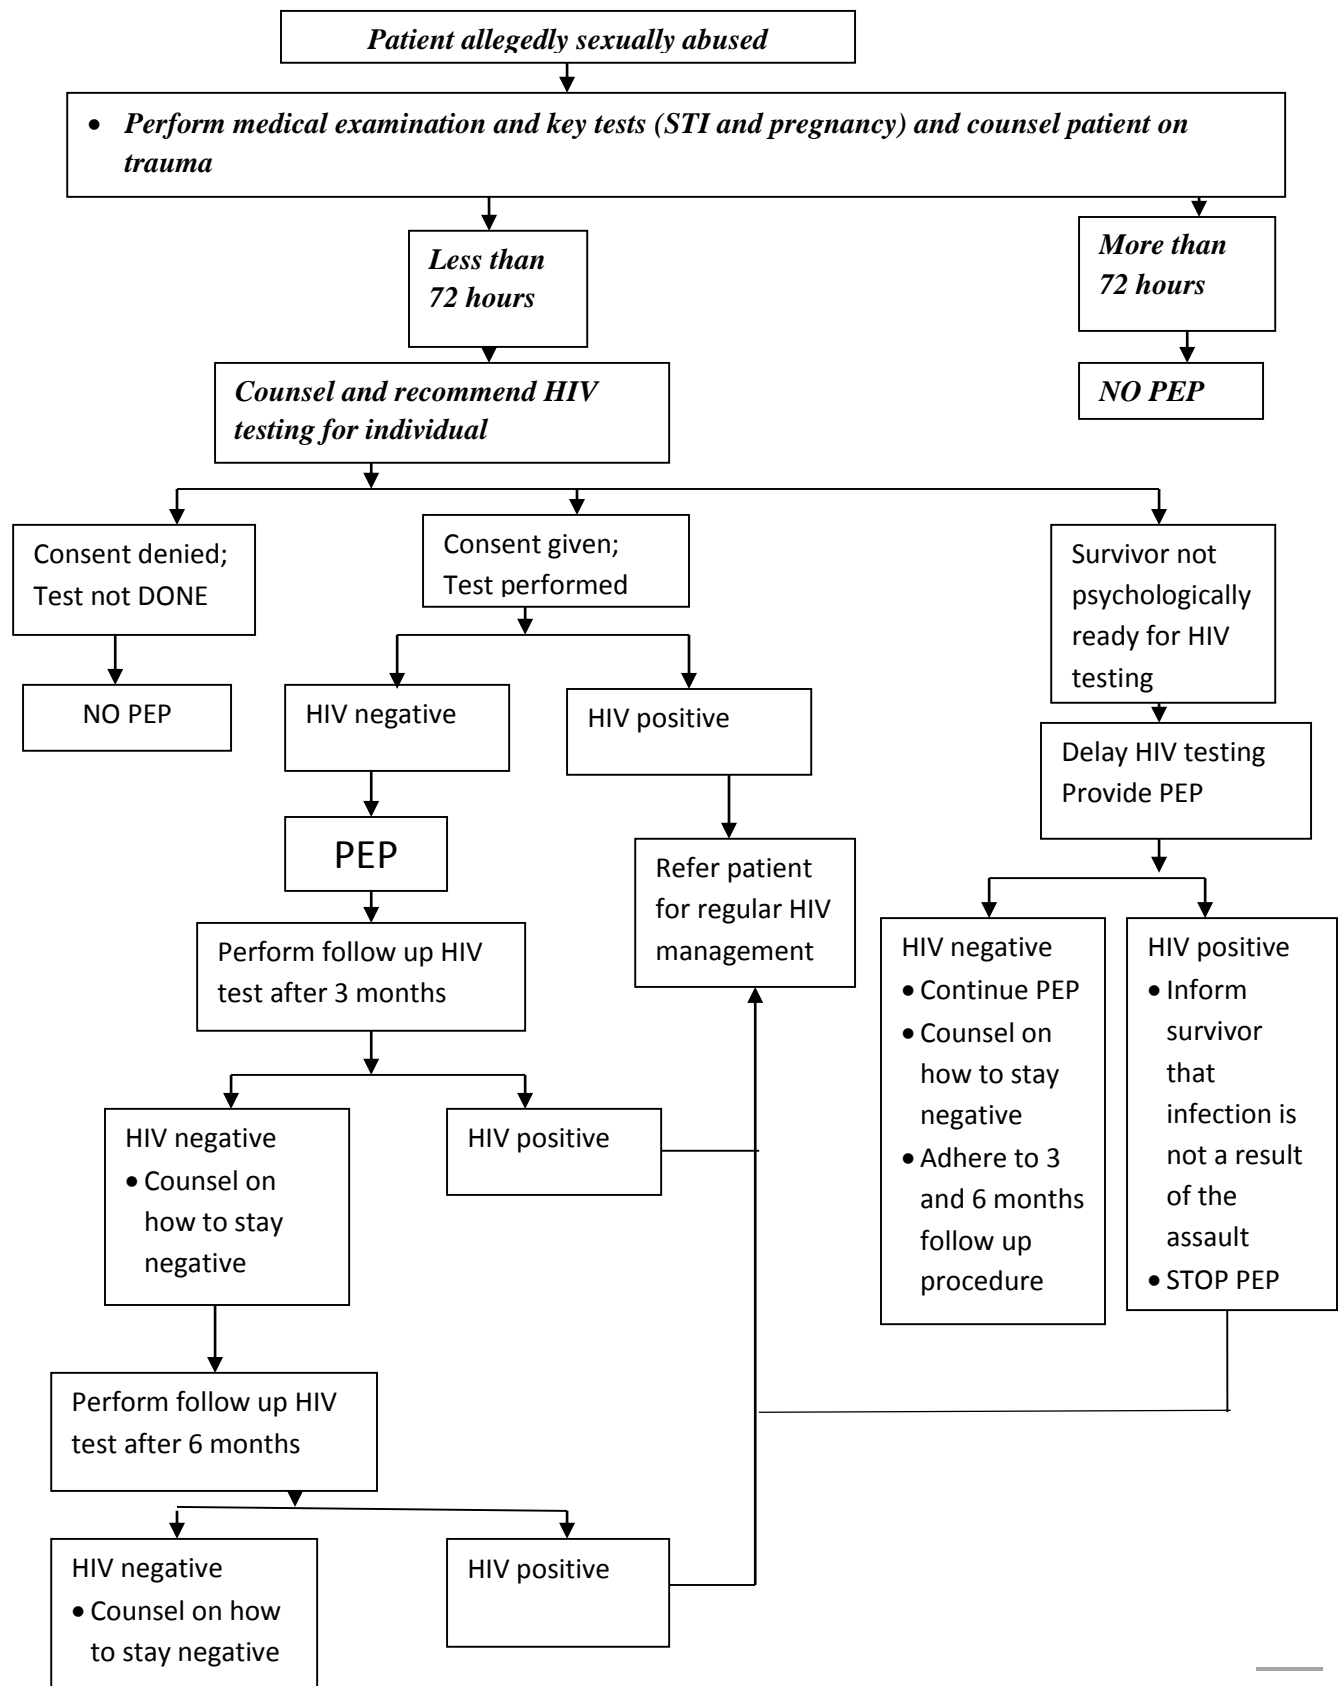 Patient allegedly sexually abused
• Perform medical examination and key tests (STI and pregnancy) and counsel patient on
trauma
Less than
72 hours
More than
72 hours
Counsel and recommend HIV
testing for individual
NO PEP
Consent denied;
Test not DONE
Consent given;
Test performed
Survivor not
psychologically
ready for HIV
testing
NO PEP
HIV negative
HIV positive
Delay HIV testing
Provide PEP
PEP
Refer patient
for regular HIV
management
Perform follow up HIV
test after 3 months
HIV negative
• Continue PEP
• Counsel on
how to stay
negative
• Adhere to 3
and 6 months
follow up
procedure
HIV positive
• Inform
survivor
that
infection is
not a result
of the
assault
• STOP PEP
HIV negative
• Counsel on
how to stay
negative
HIV positive
Perform follow up HIV
test after 6 months
HIV negative
• Counsel on how
to stay negative
HIV positive